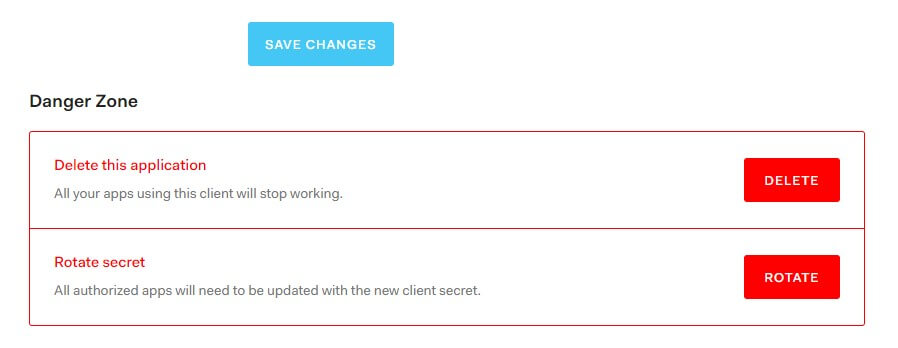 SAVE CHANGES
Danger Zone
Delete this application
All your apps using this client will stop working.
DELETE
Rotate secret
All authorized apps will need to be updated with the new client secret.
ROTATE